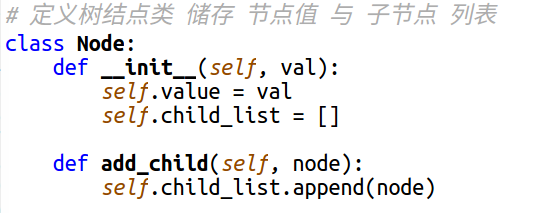 # 定义树结点类 储存 节点值 与 子节点 列表
class Node:
    def __init__(self, val):
        self.value = val
        self.child_list = []

    def add_child(self, node):
        self.child_list.append(node)